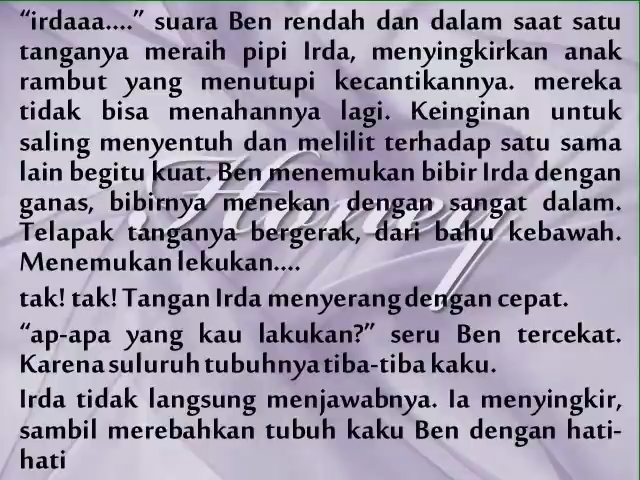 “irdaaa....” suara Ben rendah dan dalam saat satu
tanganya meraih pipi Irda, menyingkirkan anak
rambut yang menutupi kecantikannya. mereka
tidak bisa menahannya lagi. Keinginan untuk
saling menyentuh dan melilit terhadap satu sama
lain begitu kuat. Ben menemukan bibir Irda dengan
ganas, bibirnya menekan dengan sangat dalam.
Telapak tanganya bergerak, dari bahu kebawah.
Menemukan lekukan....
tak! tak! Tangan Irda menyerang dengan cepat.
“ap-apa yang kau lakukan?” seru Ben tercekat.
Karena suluruh tubuhnya tiba-tiba kaku.
Irda tidak langsung menjawabnya. Ia menyingkir,
sambil merebahkan tubuh kaku Ben dengan hati-
hati
Honey